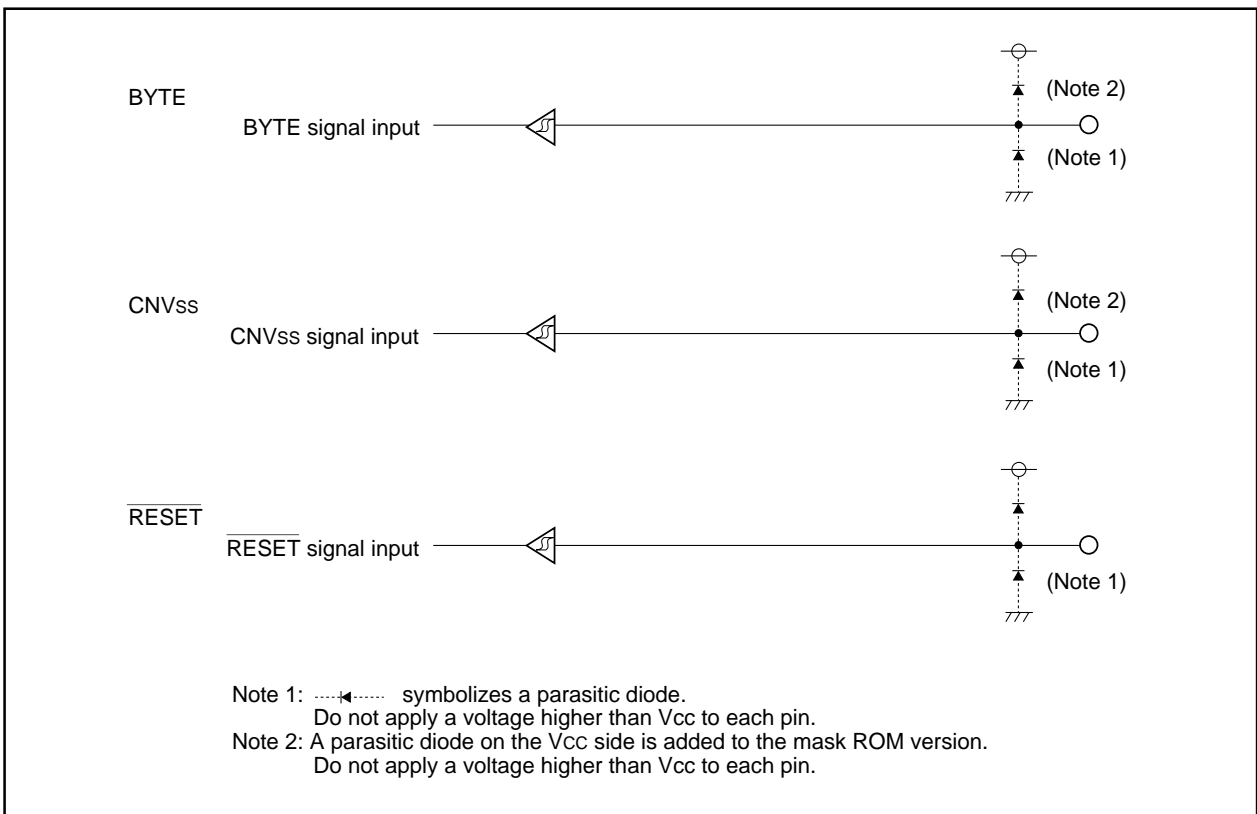 BYTE
(Note 2)
BYTE signal input
(Note 1)
CNVss
(Note 2)
CNVss signal input
(Note 1)
RESET
RESET signal input
(Note 1)
Note 1: symbolizes a parasitic diode.
Do not apply a voltage higher than Vcc to each pin.
Note 2: A parasitic diode on the VCC side is added to the mask ROM version.
Do not apply a voltage higher than Vcc to each pin.